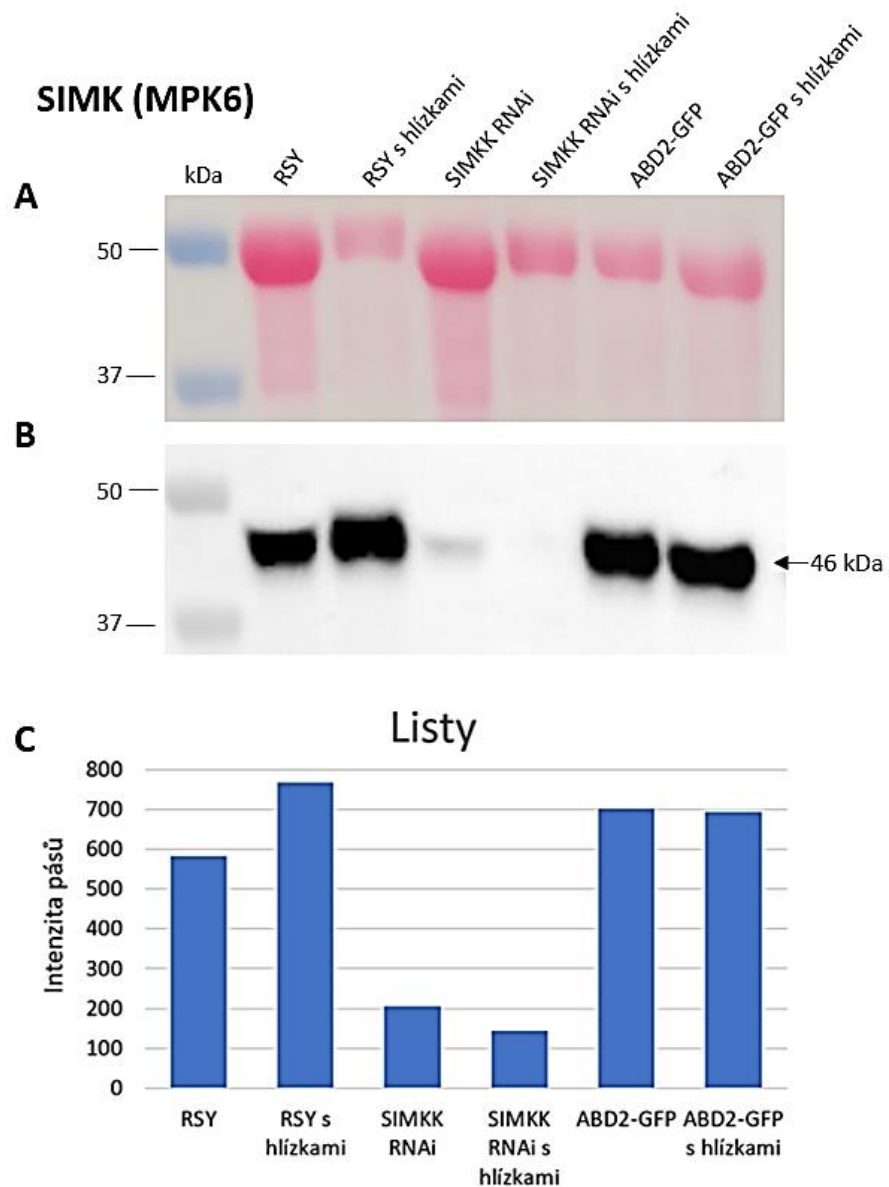 SIMK (MPK6)
kDa
RSY
RSY s hlízkami
SIMKK RNAi
SIMKK RNAi s hlízkami
ABD2-GFP
ABD2-GFP s hlízkami
A
50
37
B
50
37
46 kDa
C
Listy
Intenzita pásů
800
700
600
500
400
300
200
100
0
RSY
RSY s
hlízkami
SIMKK
RNAi
SIMKK
RNAi s
hlízkami
ABD2-GFP
ABD2-GFP
s hlízkami